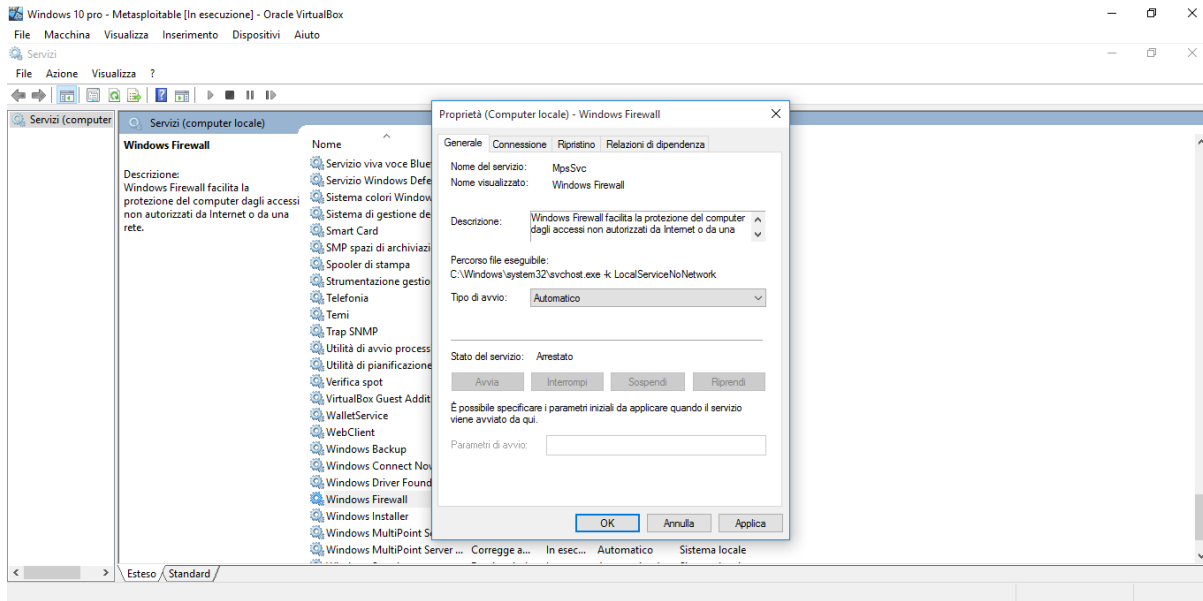 Windows 10 pro - Metasploitable [In esecuzione] - Oracle VirtualBox
File Macchina Visualizza Inserimento Dispositivi Aiuto
Servizi
File Azione Visualizza ?
Servizi (computer
Servizi (computer locale)
Windows Firewall
Descrizione:
Windows Firewall facilita la
protezione del computer dagli accessi
non autorizzati da Internet o da una
rete.
Nome
Servizio viva voce Blue
Servizio Windows Defe
Sistema colori Window
Sistema di gestione de
Smart Card
SMP spazi di archiviazi
Spooler di stampa
Strumentazione gestio
Telefonia
Temi
Trap SNMP
Utilità di avvio process
Utilità di pianificazione
Verifica spot
VirtualBox Guest Addit
WalletService
WebClient
Windows Backup
Windows Connect Nov
Windows Driver Found
Windows Firewall
Windows Installer
Windows MultiPoint Se
Windows MultiPoint Server ... Corregge a... In esec... Automatico Sistema locale
Proprietà (Computer locale) - Windows Firewall
Generale Connessione Ripristino Relazioni di dipendenza
Nome del servizio: MpsSvc
Nome visualizzato: Windows Firewall
Descrizione: Windows Firewall facilita la protezione del computer
dagli accessi non autorizzati da Internet o da una
Percorso file eseguibile:
C:\Windows\system32\svchost.exe -k LocalServiceNoNetwork
Tipo di avvio: Automatico
Stato del servizio: Arrestato
Avvia Interrompi Sospendi Riprendi
È possibile specificare i parametri iniziali da applicare quando il servizio
viene avviato da qui.
Parametri di avvio:
OK Annulla Applica
Esteso Standard